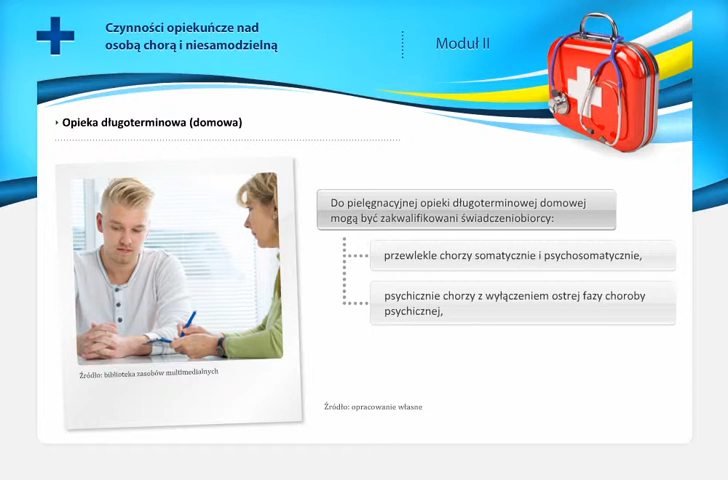 Czynności opiekuńcze nad
osobą chorą i niesamodzielną
Moduł II
Opieka długoterminowa (domowa)
Do pielęgnacyjnej opieki długoterminowej domowej
mogą być zakwalifikowani świadczeniobiorcy:
przewlekle chorzy somatycznie i psychosomatycznie,
psychicznie chorzy z wyłączeniem ostrej fazy choroby
psychicznej,
Źródło: biblioteka zasobów multimedialnych
Źródło: opracowanie własne